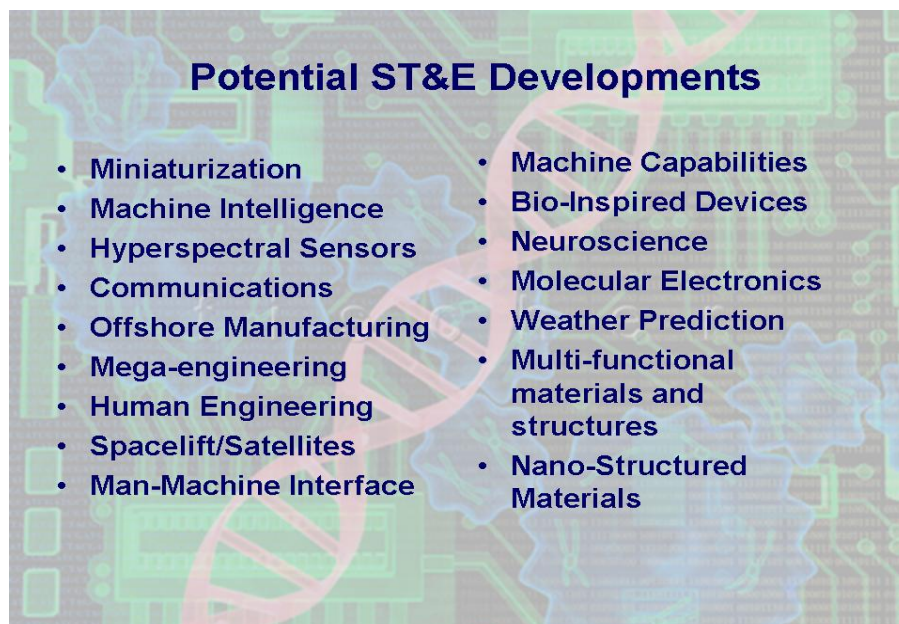 Potential ST&E Developments
• Miniaturization
• Machine Intelligence
• Hyperspectral Sensors
• Communications
• Offshore Manufacturing
• Mega-engineering
• Human Engineering
• Spacelift/Satellites
• Man-Machine Interface
• Machine Capabilities
• Bio-Inspired Devices
• Neuroscience
• Molecular Electronics
• Weather Prediction
• Multi-functional
materials and
structures
• Nano-Structured
Materials